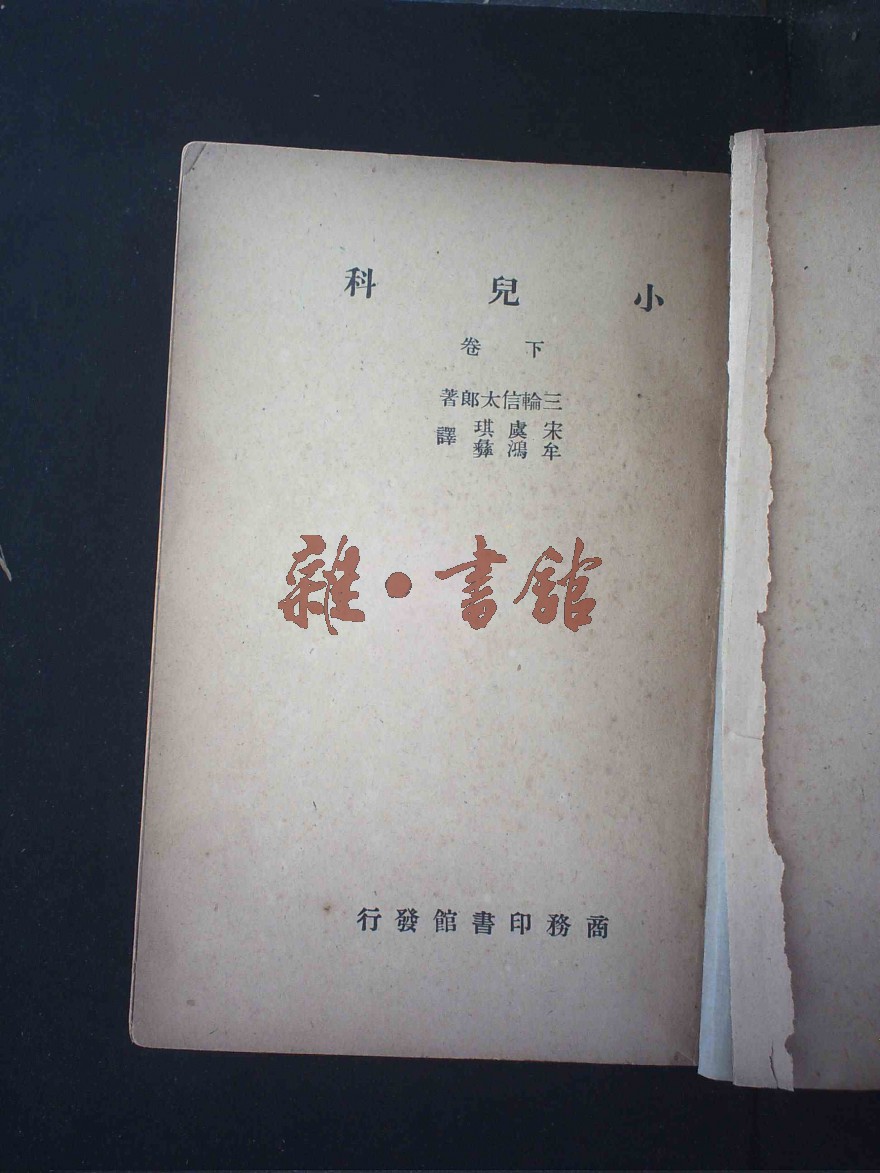 小兒科
下卷
三輪信太郎著
宋虞琪
牟鴻彝
譯
雜·書館
商務印書館發行